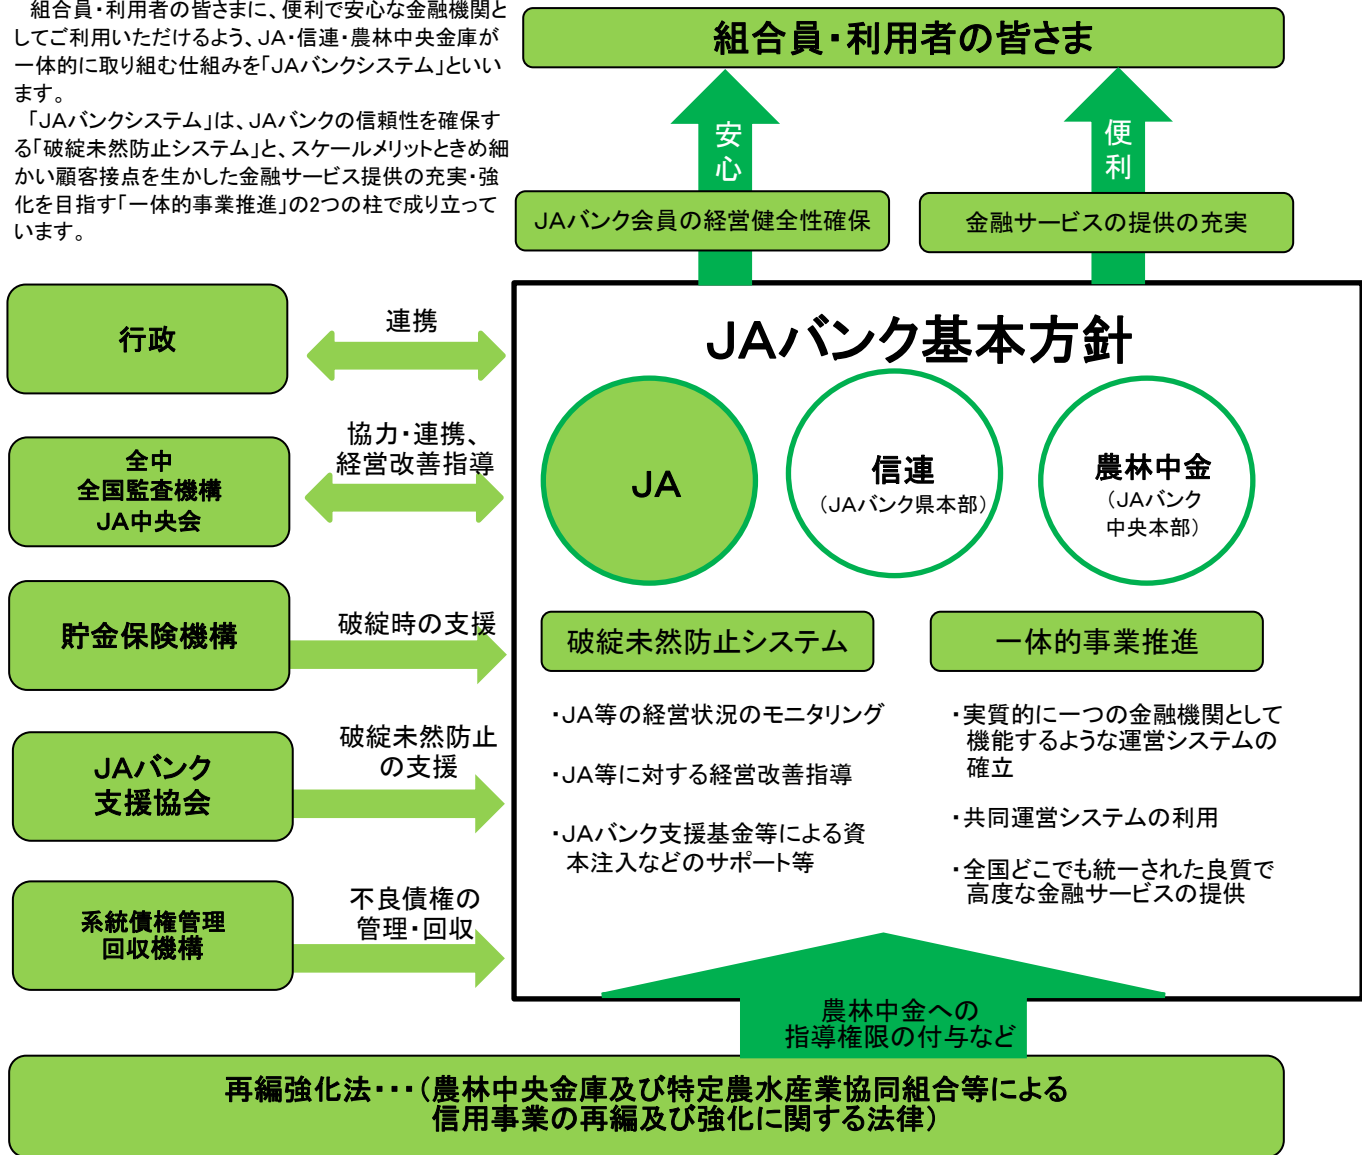 組合員・利用者の皆さまに、便利で安心な金融機関と
してご利用いただけるよう、JA・信連・農林中央金庫が
一体的に取り組む仕組みを「JAバンクシステム」といい
ます。
「JAバンクシステム」は、JAバンクの信頼性を確保す
る「破綻未然防止システム」と、スケールメリットときめ細
かい顧客接点を生かした金融サービス提供の充実・強
化を目指す「一体的事業推進」の2つの柱で成り立って
います。
組合員・利用者の皆さま
安心
便利
JAバンク会員の経営健全性確保
金融サービスの提供の充実
行政
連携
全中
全国監査機構
JA中央会
協力・連携、
経営改善指導
貯金保険機構
破綻時の支援
JAバンク
支援協会
破綻未然防止
の支援
系統債権管理
回収機構
不良債権の
管理・回収
JAバンク基本方針
JA
信連
(JAバンク県本部)
農林中金
(JAバンク
中央本部)
破綻未然防止システム
・JA等の経営状況のモニタリング
・JA等に対する経営改善指導
・JAバンク支援基金等による資
本注入などのサポート等
一体的事業推進
・実質的に一つの金融機関として
機能するような運営システムの
確立
・共同運営システムの利用
・全国どこでも統一された良質で
高度な金融サービスの提供
農林中金への
指導権限の付与など
再編強化法・・・(農林中央金庫及び特定農水産業協同組合等による
信用事業の再編及び強化に関する法律)